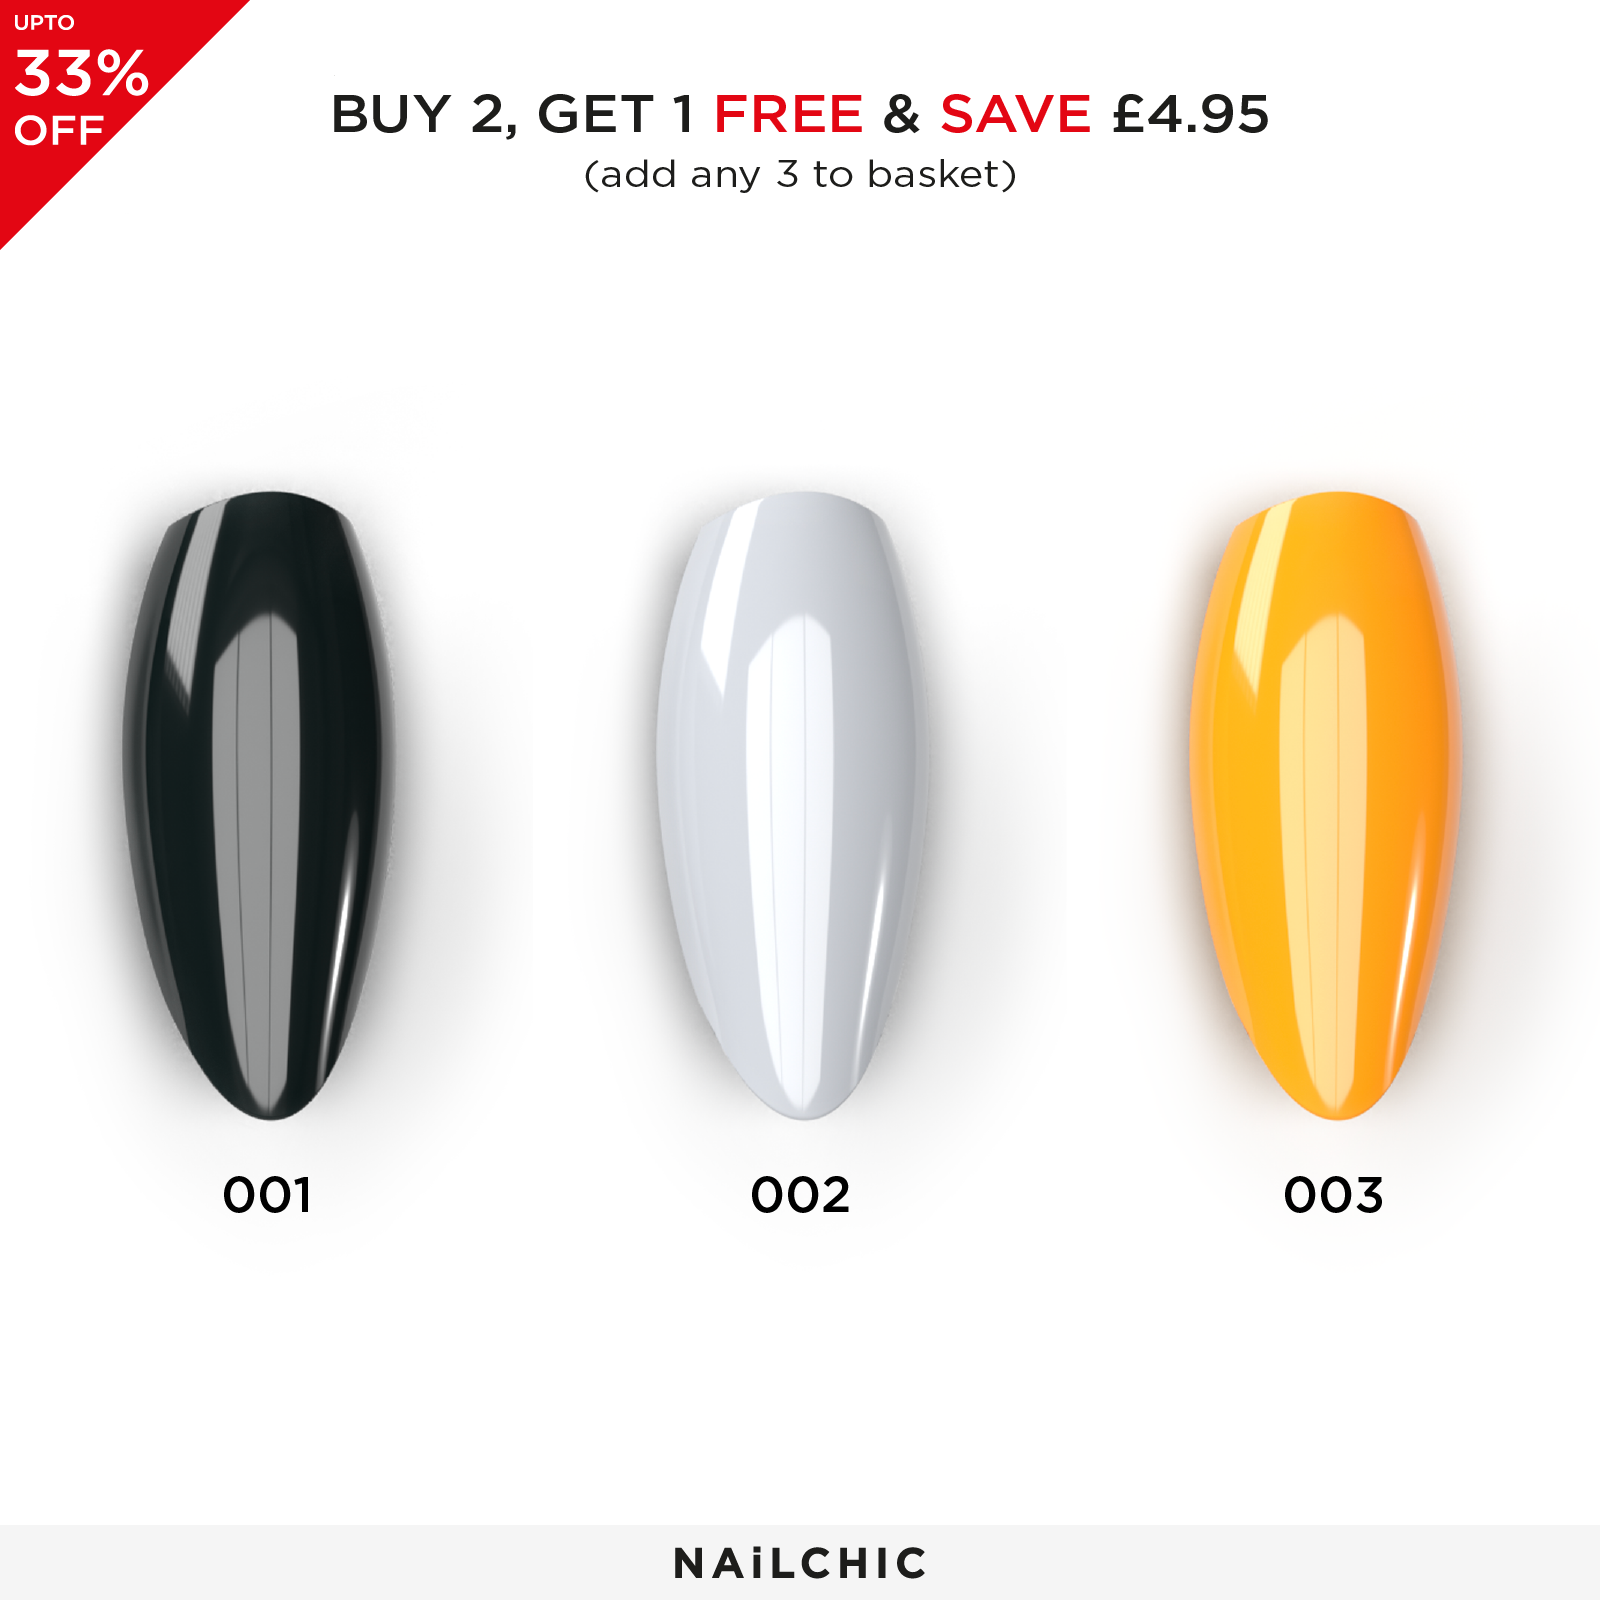 UPTO
33%
OFF
BUY 2, GET 1 FREE & SAVE £4.95
(add any 3 to basket)
001
002
003
NAiLCHIC